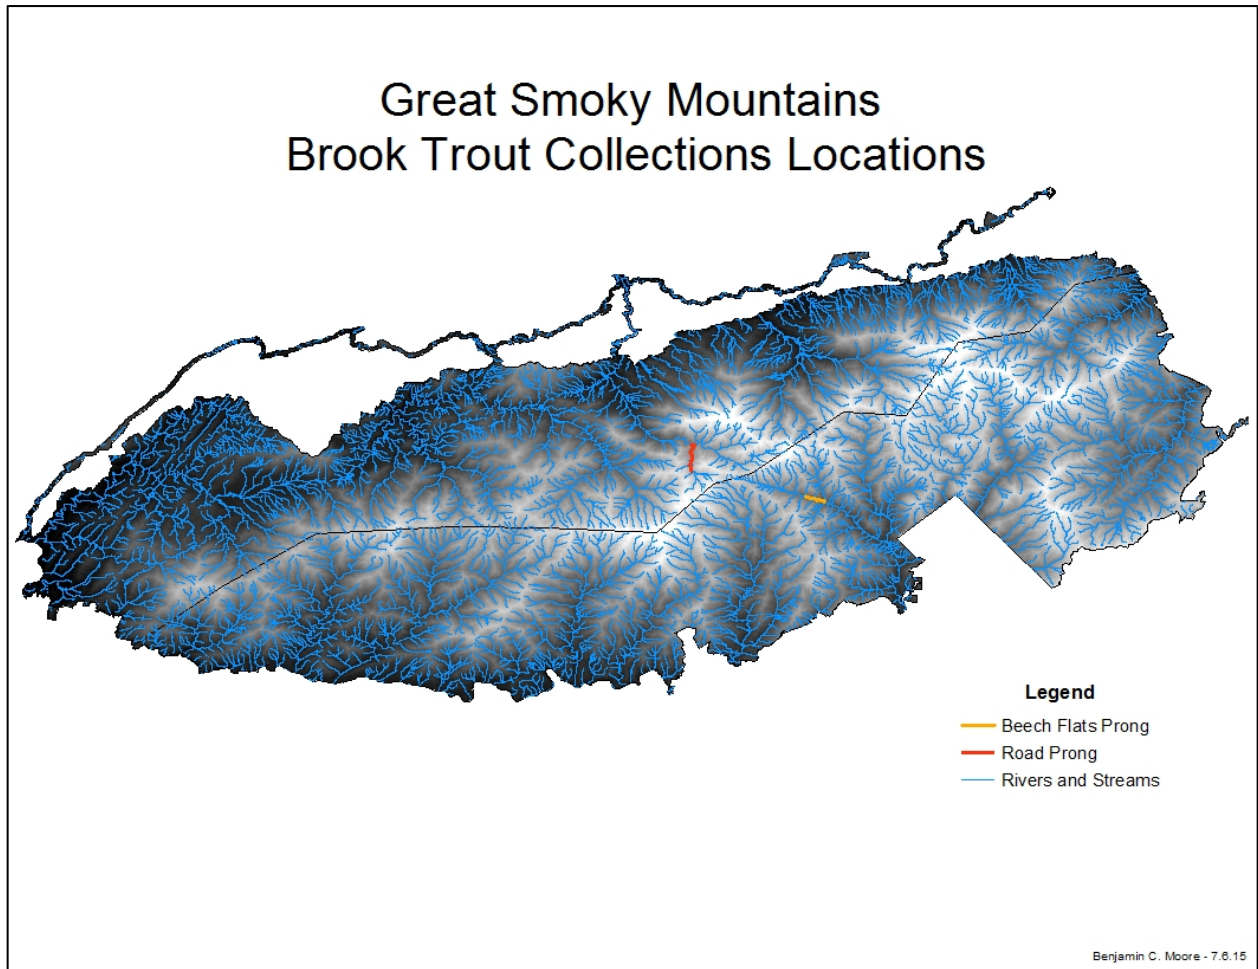 Great Smoky Mountains
Brook Trout Collections Locations
Legend
Beech Flats Prong
Road Prong
Rivers and Streams
Benjamin C. Moore - 7.6.15